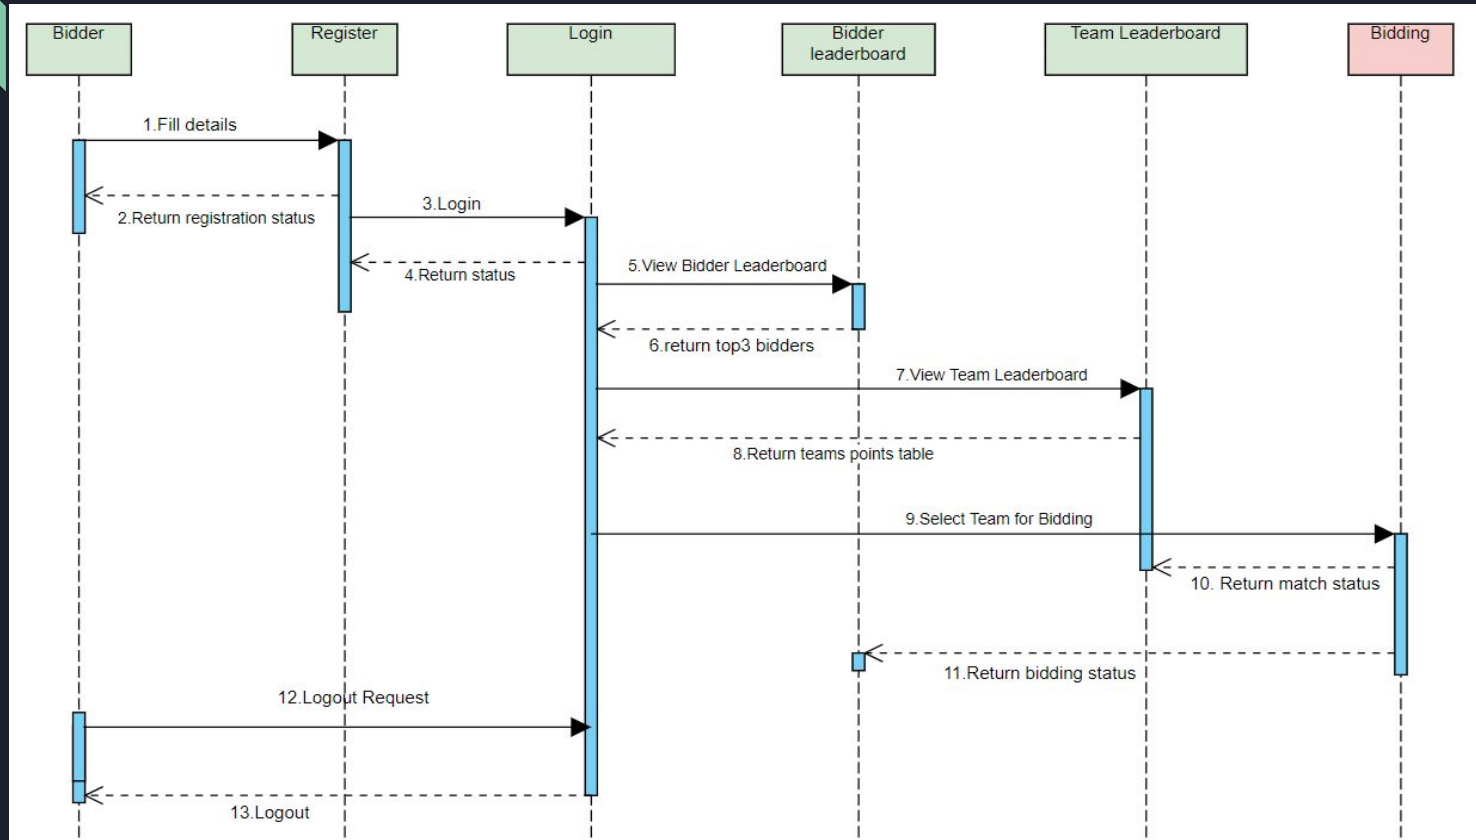 Bidder
Register
Login
Bidder
leaderboard
Team Leaderboard
Bidding
1.Fill details
2.Return registration status
3.Login
4.Return status
5.View Bidder Leaderboard
6.return top3 bidders
7.View Team Leaderboard
8.Return teams points table
9.Select Team for Bidding
10. Return match status
11.Return bidding status
12.Logout Request
13.Logout